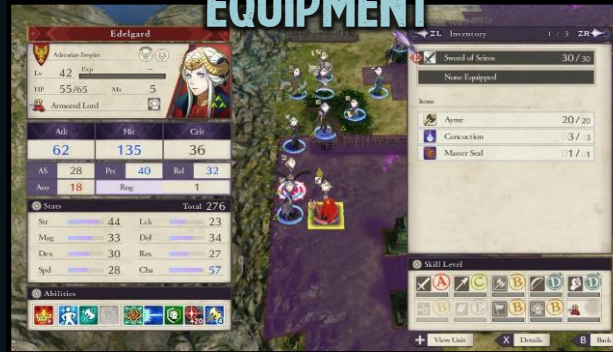 EQUIPMENT
Edelgard
Adrestian Empire
Lv 42 Exp –
HP 55/65 Mv 5
Armored Lord
Atk Hit Crit
62 135 36
AS 28 Prt 40 Rsl 32
Avo 18 Rng 1
Stats Total 276
Str 44 Lck 23
Mag 33 Def 34
Dex 30 Res 27
Spd 28 Cha 57
Abilities
+20
4
ZL Inventory 1 / 3 ZR
E Sword of Seiros 30/30
None Equipped
Items
Aymr 20/20
Concoction 3/3
Master Seal 1/1
Skill Level
A C B D D
B B
+ View Unit X Details B Back